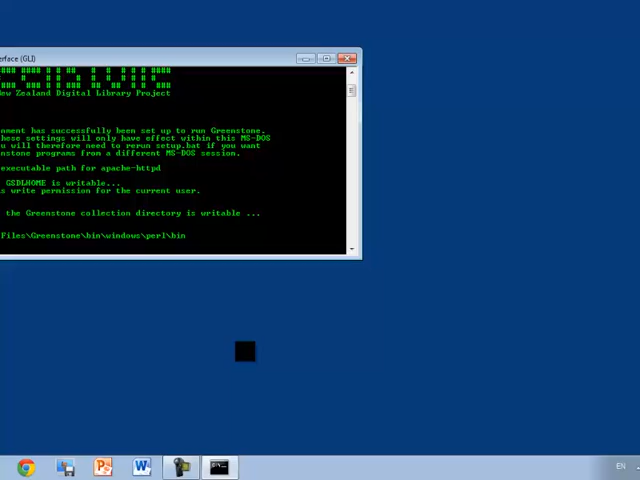 erface (GLI)
ew Zealand Digital Library Project
nment has successfully been set up to run Greenstone.
hese settings will only have effect within this MS-DOS
u will therefore need to rerun setup.bat if you want
nstone programs from a different MS-DOS session.
executable path for apache-httpd
GSDLHOME is writable...
s write permission for the current user.
the Greenstone collection directory is writable ...
Files\Greenstone\bin\windows\perl\bin
EN